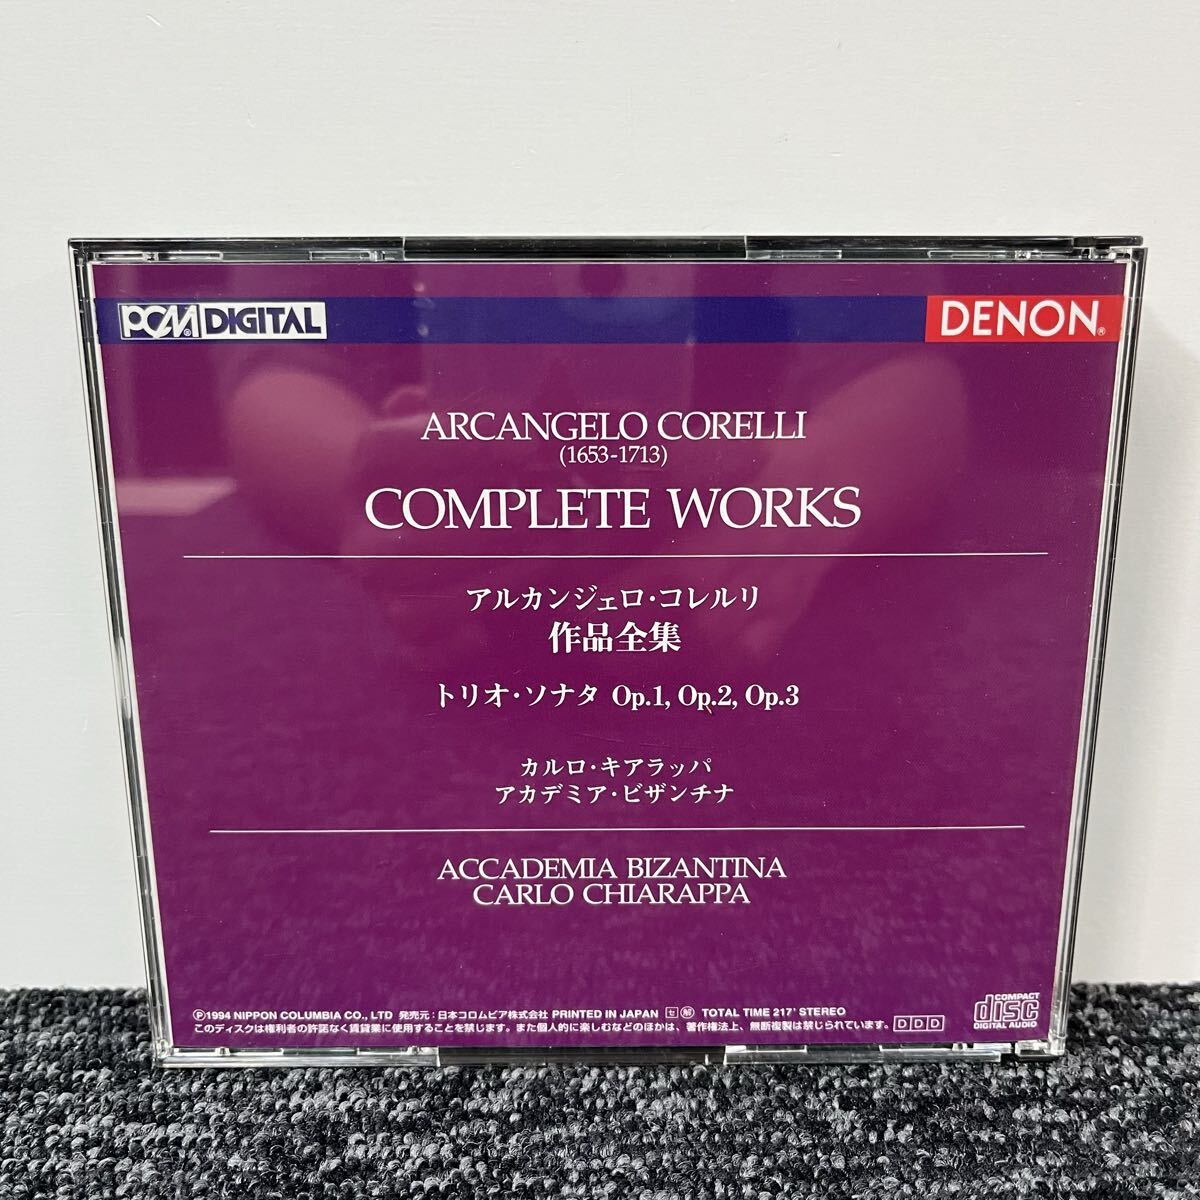 PCM® DIGITAL
DENON®
ARCANGELO CORELLI
(1653-1713)
COMPLETE WORKS
アルカンジェロ・コレルリ
作品全集
トリオ・ソナタ Op.1, Op.2, Op.3
カルロ・キアラッパ
アカデミア・ビザンチナ
ACCADEMIA BIZANTINA
CARLO CHIARAPPA
Ⓟ1994 NIPPON COLUMBIA CO., LTD 発売元：日本コロムビア株式会社 PRINTED IN JAPAN セ 解 TOTAL TIME 217' STEREO
このディスクは権利者の許諾なく賃貸業に使用することを禁じます。また個人的に楽しむなどのほかは、著作権法上、無断複製は禁じられています。 DDD
COMPACT
disc
DIGITAL AUDIO